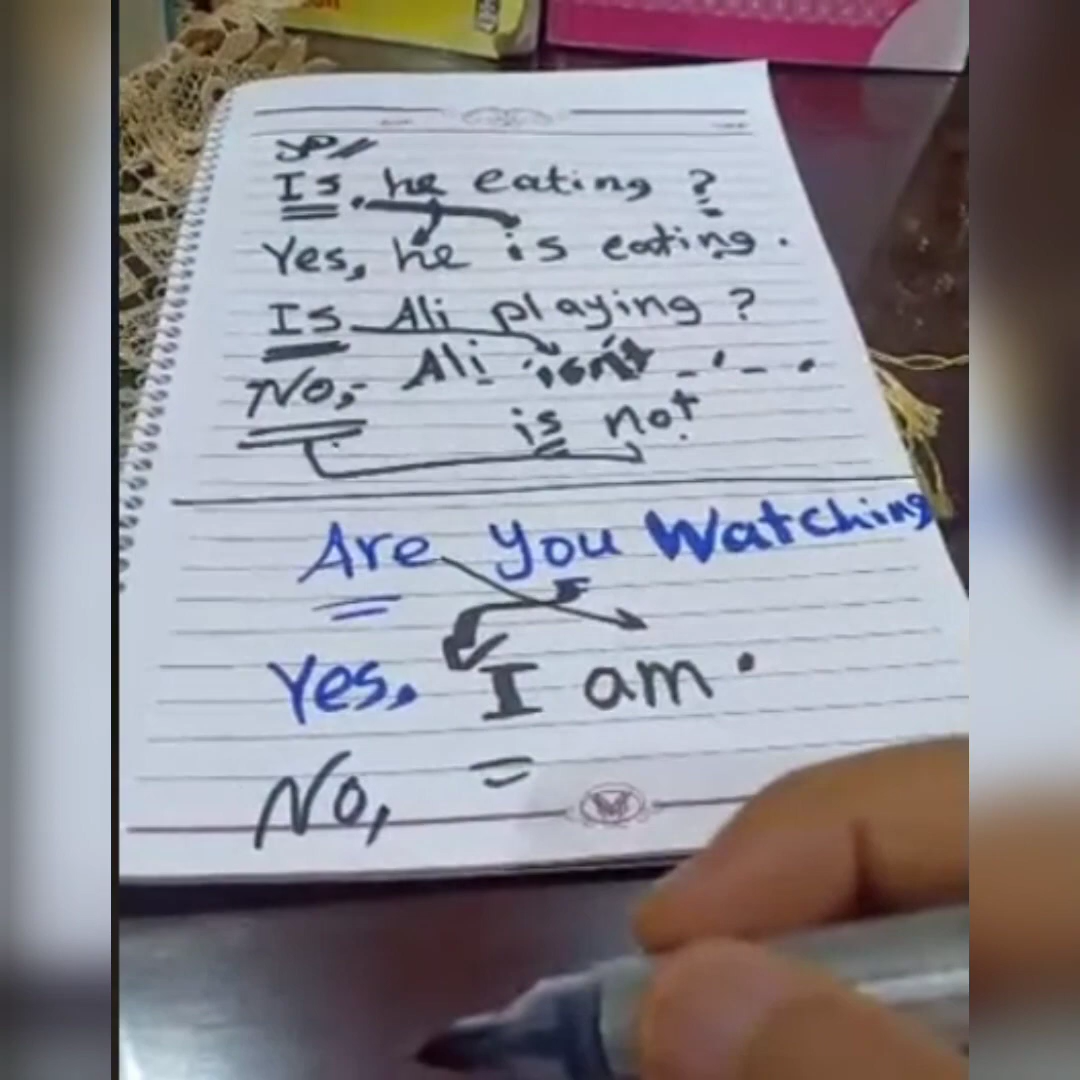 Is he eating ?
Yes, he is eating .
Is Ali playing ?
No, Ali isn't
is not
Are you Watching
Yes, I am .
No,